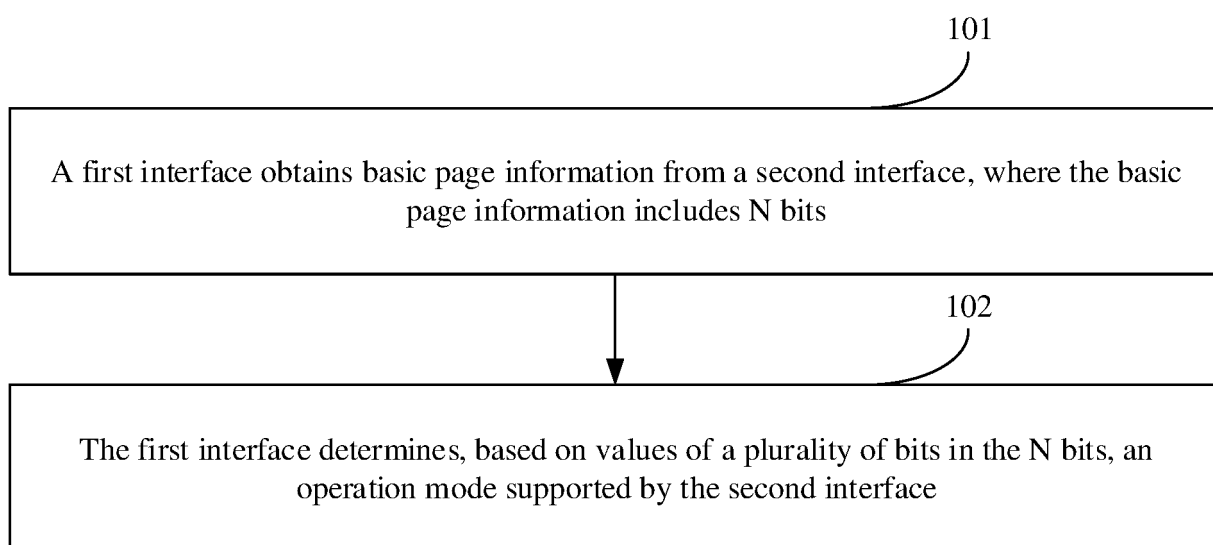 101
A first interface obtains basic page information from a second interface, where the basic
page information includes N bits
102
The first interface determines, based on values of a plurality of bits in the N bits, an
operation mode supported by the second interface